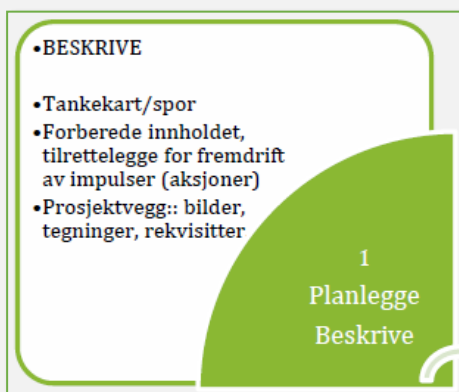 •BESKRIVE
•Tankekart/spor
•Forberede innholdet,
tilrettelegge for fremdrift
av impulser (aksjoner)
•Prosjektvegg:: bilder,
tegninger, rekvisitter
1
Planlegge
Beskrive